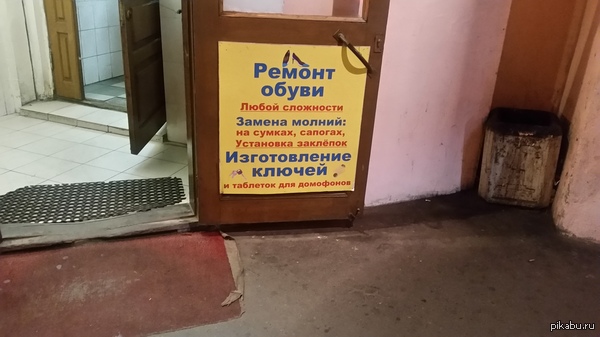 Ремонт
обуви
Любой сложности
Замена молний:
на сумках, сапогах,
Установка заклёпок
Изготовление
ключей
и таблеток для домофонов
pikabu.ru